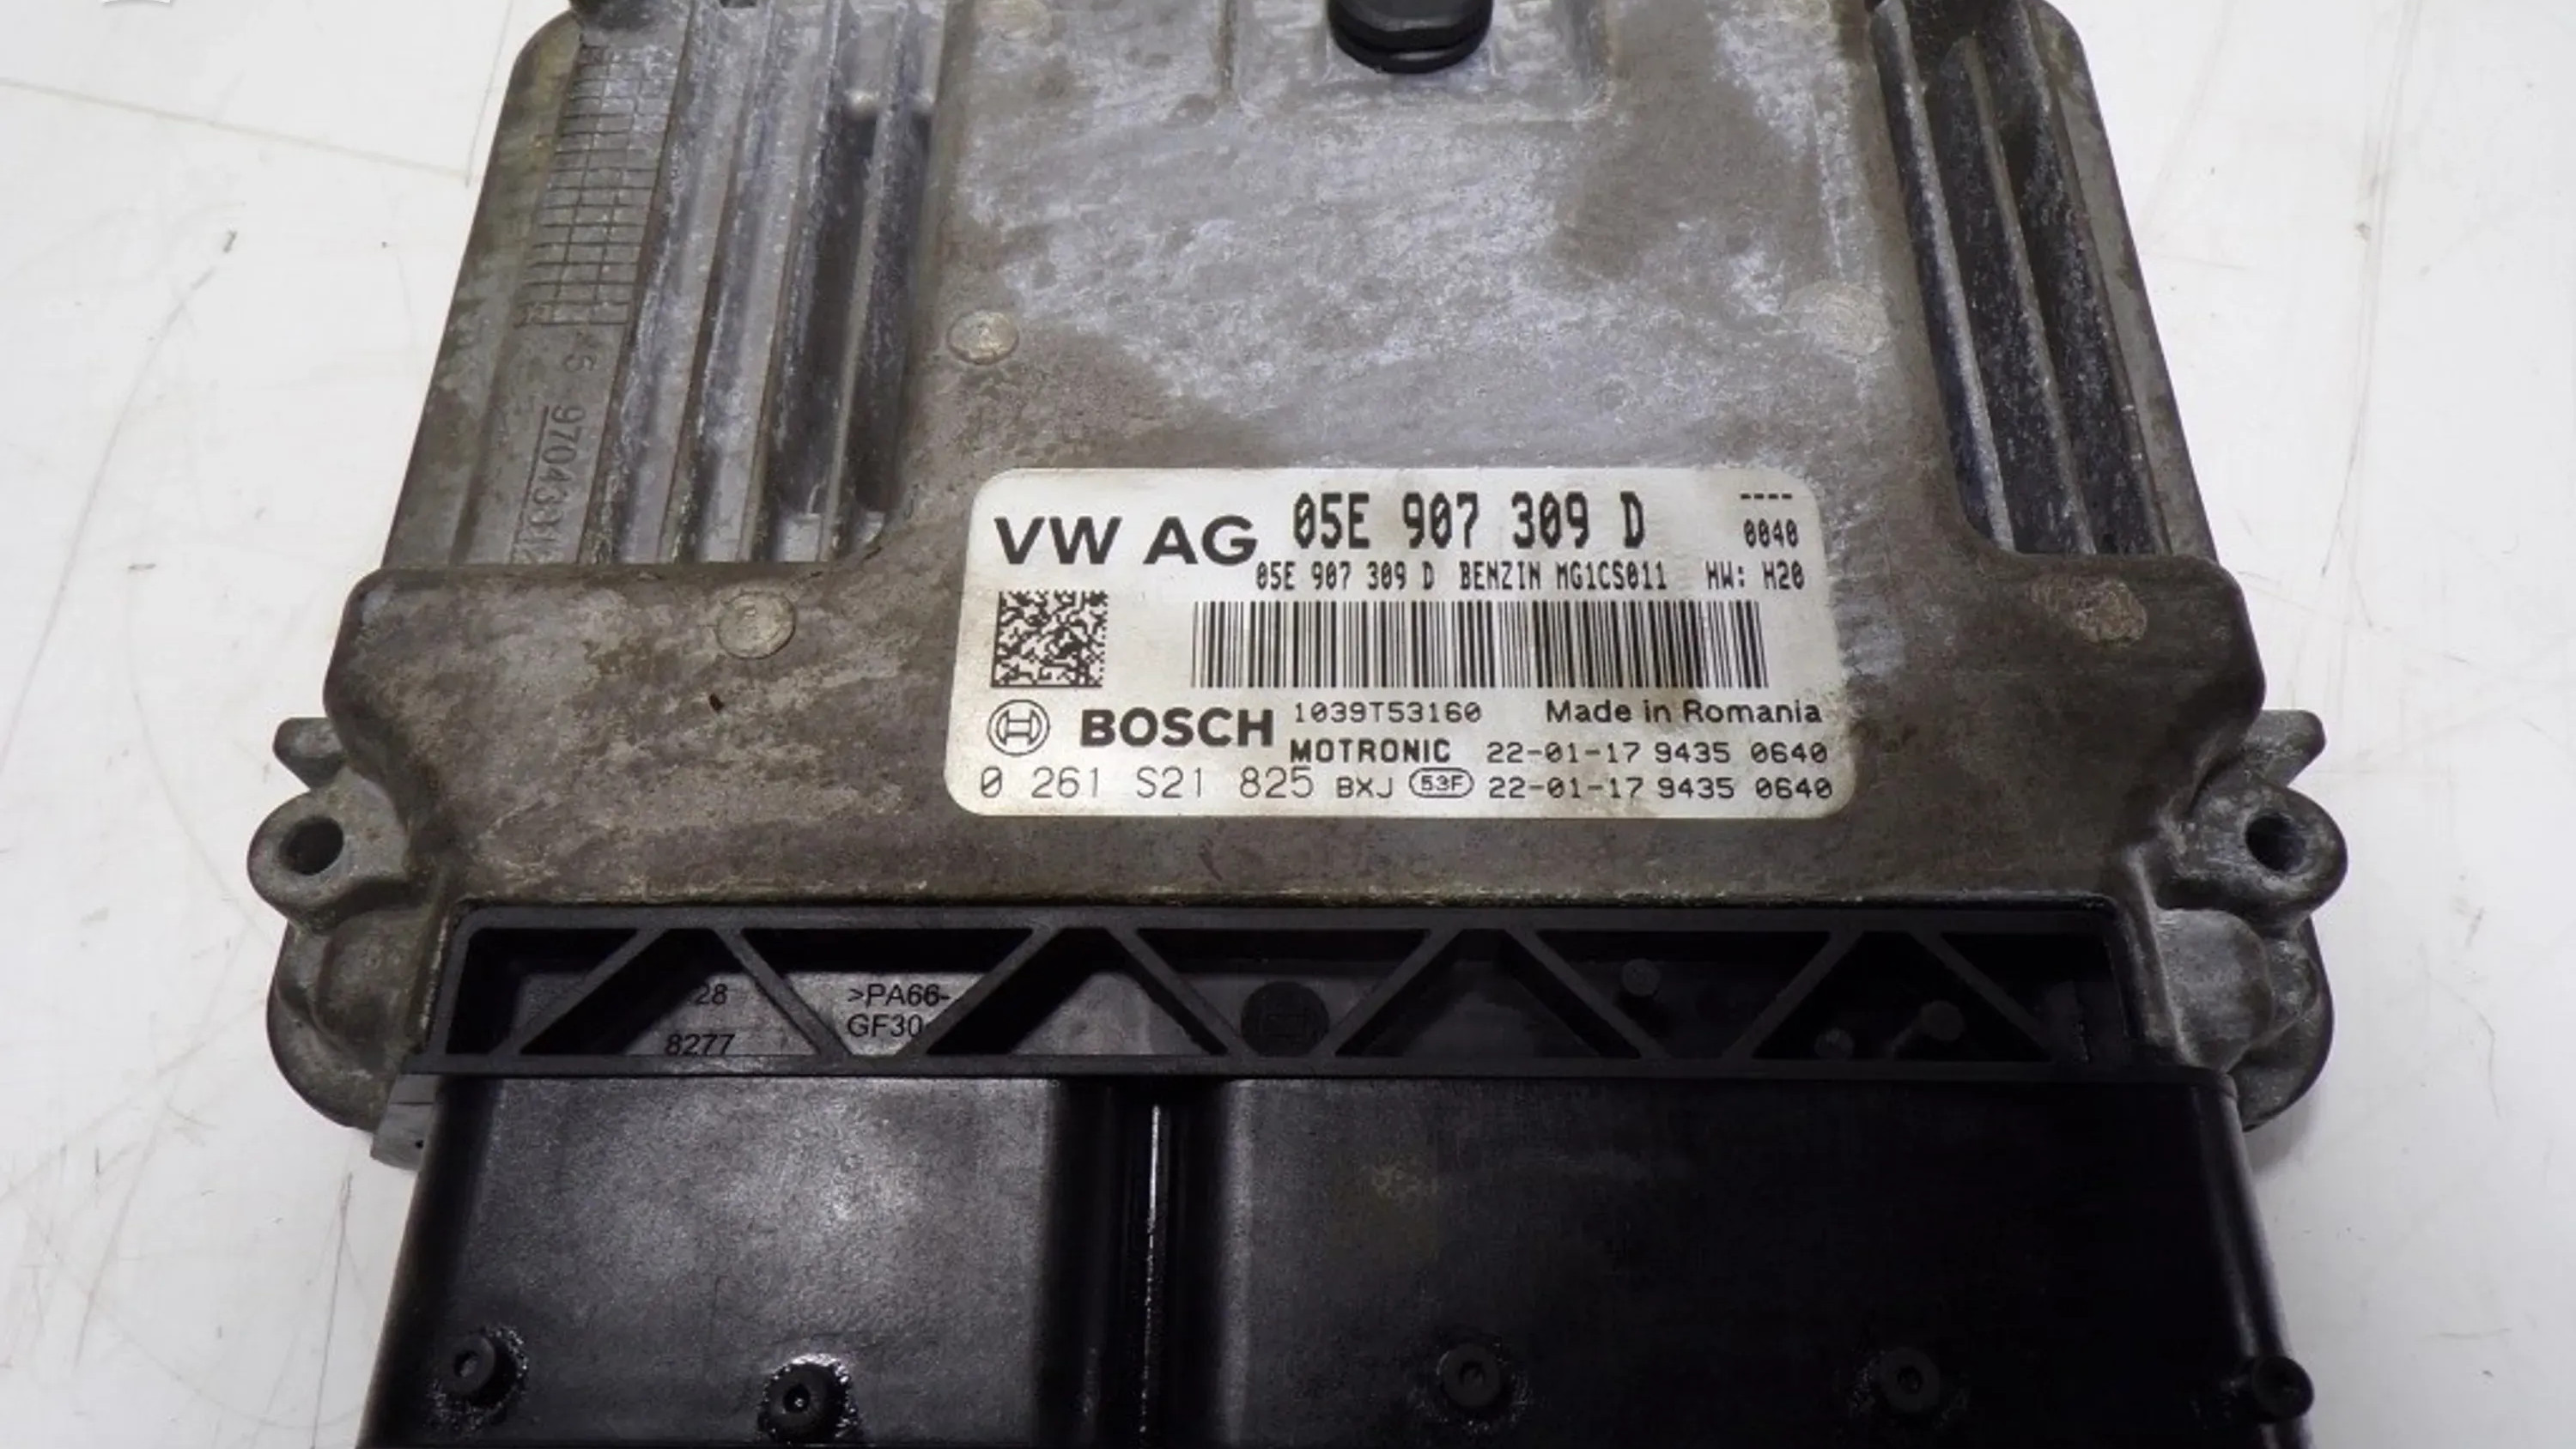 VW AG 05E 907 309 D ----
0040
05E 907 309 D BENZIN MG1CS011 HW: H20
BOSCH 1039T53160 Made in Romania
MOTRONIC 22-01-17 9435 0640
0 261 S21 825 BXJ 53F 22-01-17 9435 0640
28 >PA66-
GF30
8277